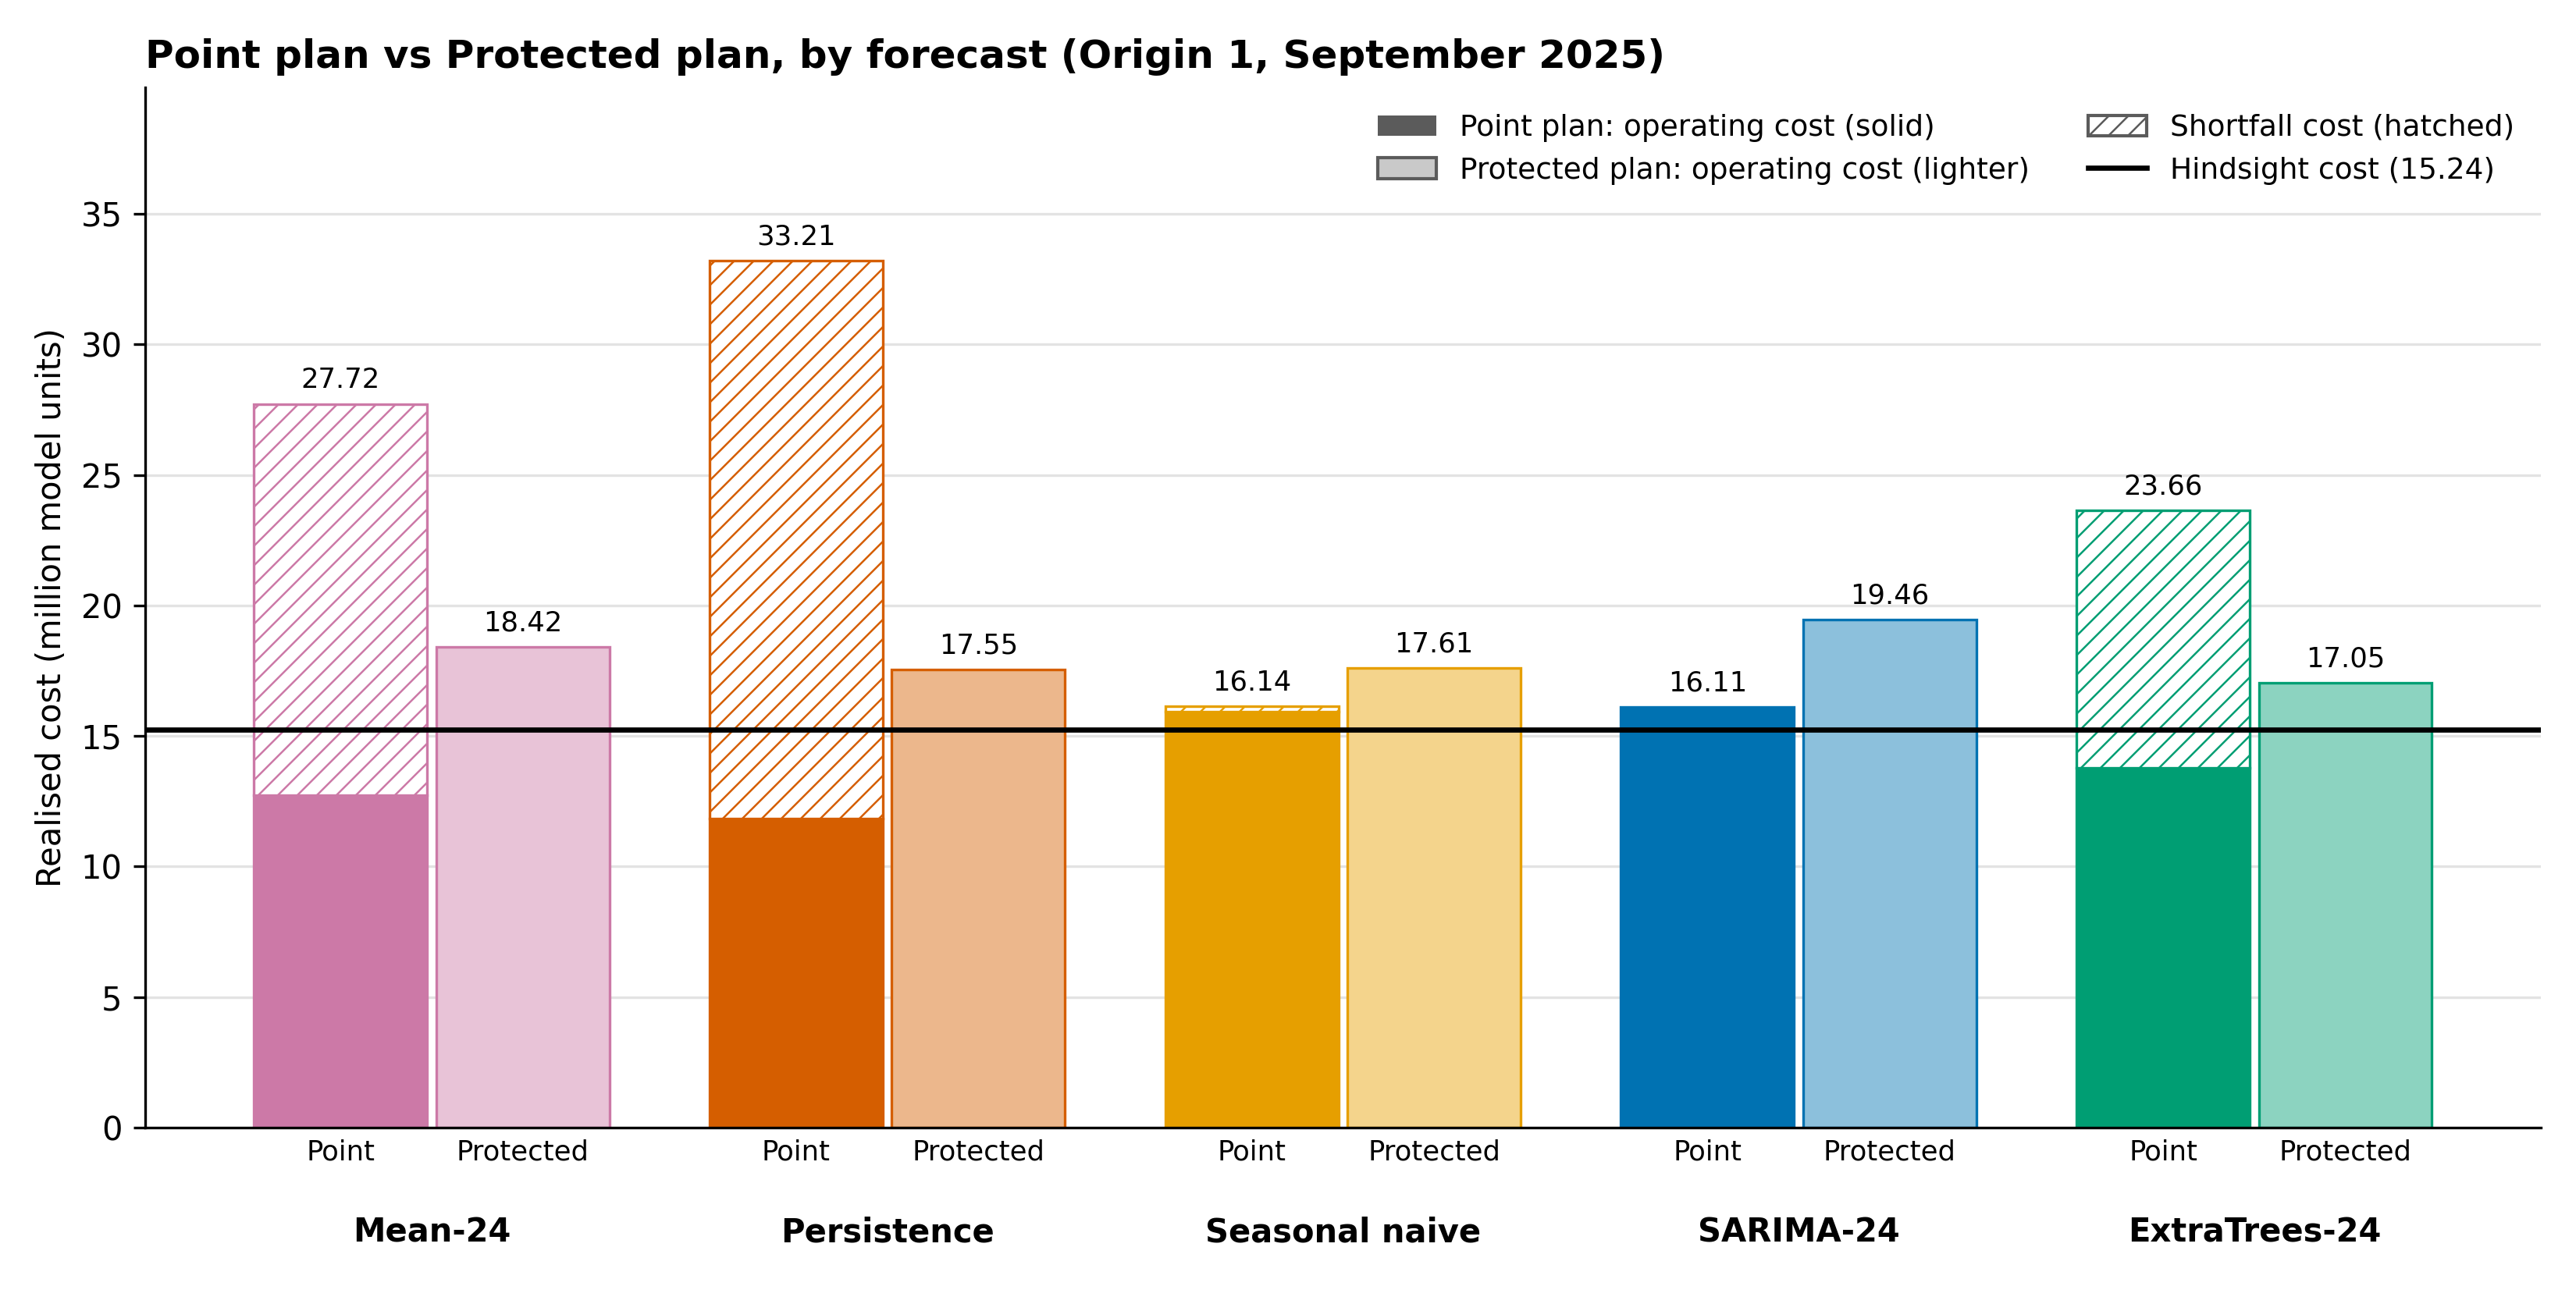 Point plan vs Protected plan, by forecast (Origin 1, September 2025)
Point plan: operating cost (solid)
Protected plan: operating cost (lighter)
Shortfall cost (hatched)
Hindsight cost (15.24)
Realised cost (million model units)
35
30
25
20
15
10
5
0
27.72
18.42
33.21
17.55
16.14
17.61
16.11
19.46
23.66
17.05
Point Protected Point Protected Point Protected Point Protected Point Protected
Mean-24 Persistence Seasonal naive SARIMA-24 ExtraTrees-24